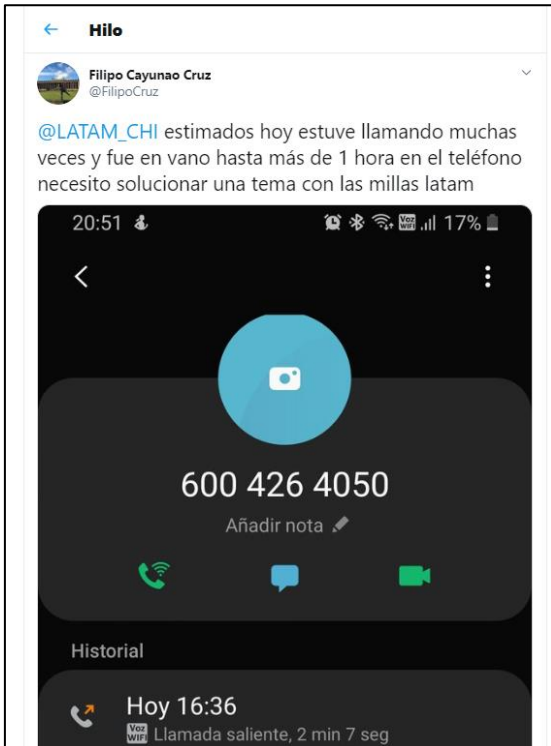 Hilo
Filipo Cayunao Cruz
@FilipoCruz
@LATAM_CHI estimados hoy estuve llamando muchas
veces y fue en vano hasta más de 1 hora en el teléfono
necesito solucionar una tema con las millas latam
20:51 17%
600 426 4050
Añadir nota
Historial
Hoy 16:36
Voz WIFI Llamada saliente, 2 min 7 seg